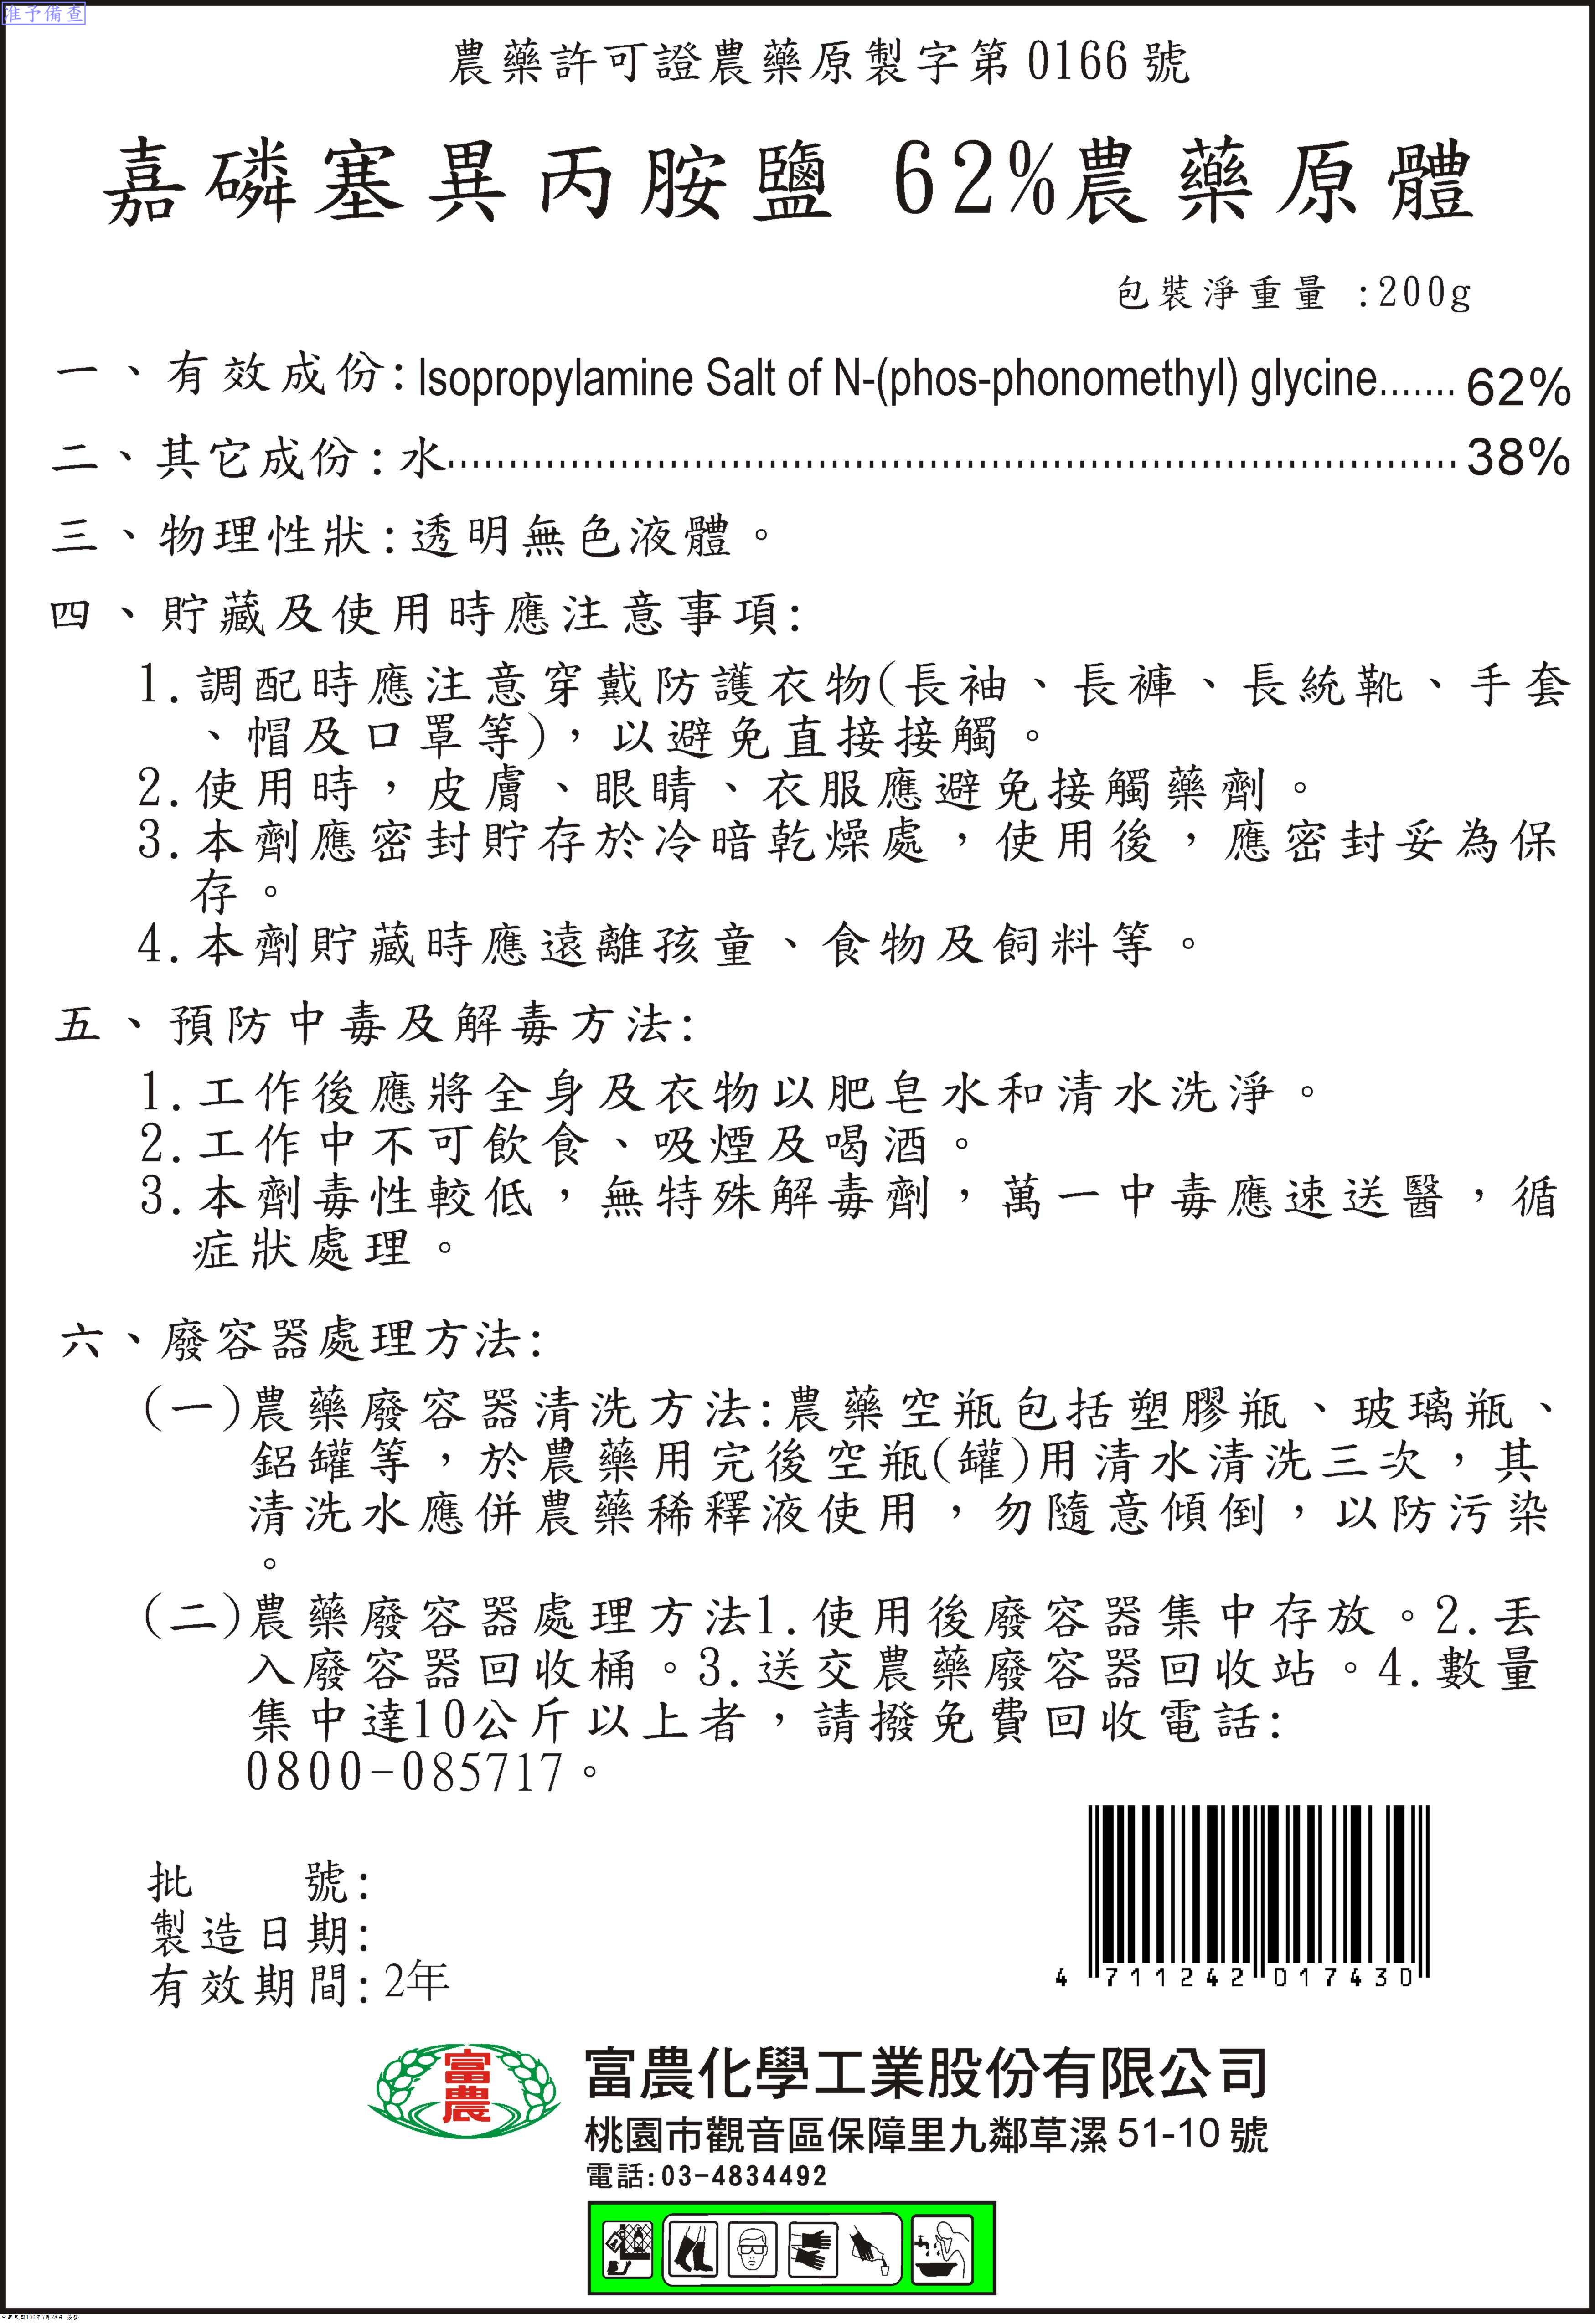 准予備查
農藥許可證農藥原製字第0166號
嘉磷塞異丙胺鹽 62%農藥原體
包裝淨重量 :200g
一、有效成份:Isopropylamine Salt of N-(phos-phonomethyl) glycine.......62%
二、其它成份:水..................................................................................38%
三、物理性狀:透明無色液體。
四、貯藏及使用時應注意事項:
1.調配時應注意穿戴防護衣物(長袖、長褲、長統靴、手套
、帽及口罩等)，以避免直接接觸。
2.使用時，皮膚、眼睛、衣服應避免接觸藥劑。
3.本劑應密封貯存於冷暗乾燥處，使用後，應密封妥為保
存。
4.本劑貯藏時應遠離孩童、食物及飼料等。
五、預防中毒及解毒方法:
1.工作後應將全身及衣物以肥皂水和清水洗淨。
2.工作中不可飲食、吸煙及喝酒。
3.本劑毒性較低，無特殊解毒劑，萬一中毒應速送醫，循
症狀處理。
六、廢容器處理方法:
(一)農藥廢容器清洗方法:農藥空瓶包括塑膠瓶、玻璃瓶、
鋁罐等，於農藥用完後空瓶(罐)用清水清洗三次，其
清洗水應併農藥稀釋液使用，勿隨意傾倒，以防污染
。
(二)農藥廢容器處理方法1.使用後廢容器集中存放。2.丟
入廢容器回收桶。3.送交農藥廢容器回收站。4.數量
集中達10公斤以上者，請撥免費回收電話:
0800-085717。
批　　號:
製造日期:
有效期間:2年
4 711242 017430
富農
富農化學工業股份有限公司
桃園市觀音區保障里九鄰草漯 51-10 號
電話:03-4834492
中華民國106年7月28日 簽發